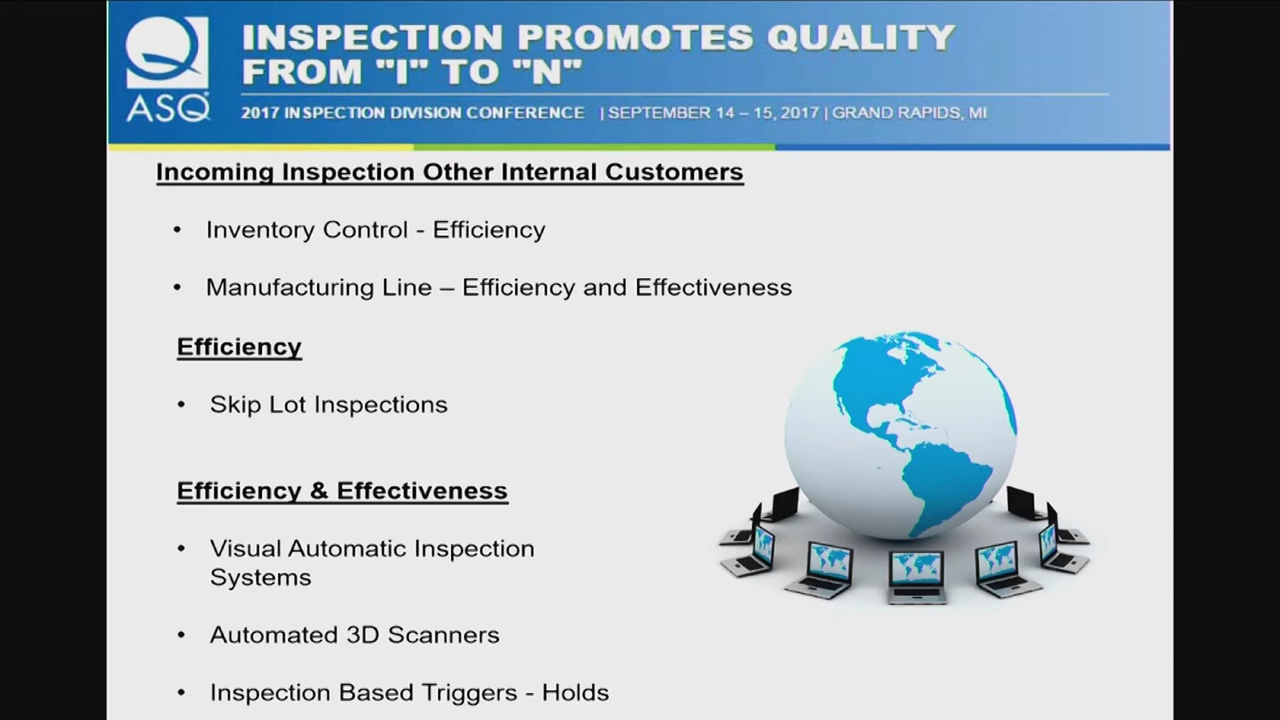 INSPECTION PROMOTES QUALITY
FROM "I" TO "N"
ASQ
2017 INSPECTION DIVISION CONFERENCE | SEPTEMBER 14 – 15, 2017 | GRAND RAPIDS, MI
Incoming Inspection Other Internal Customers
• Inventory Control - Efficiency
• Manufacturing Line – Efficiency and Effectiveness
Efficiency
• Skip Lot Inspections
Efficiency & Effectiveness
• Visual Automatic Inspection
Systems
• Automated 3D Scanners
• Inspection Based Triggers - Holds